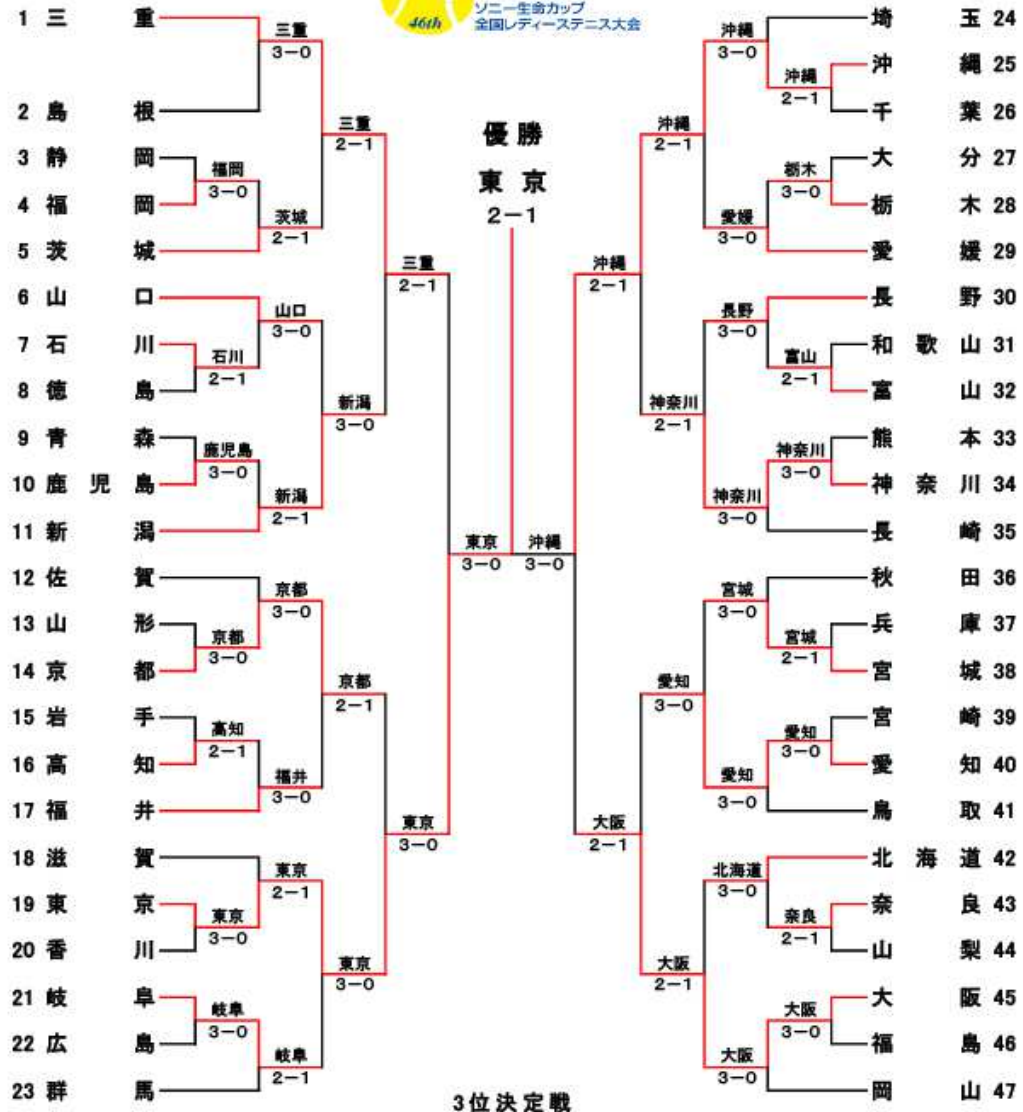 46th
ソニー生命カップ
全国レディーステニス大会
優勝
東京
2－1
1 三重
2 島根
3 静岡
4 福岡
5 茨城
6 山口
7 石川
8 徳島
9 青森
10 鹿児島
11 新潟
12 佐賀
13 山形
14 京都
15 岩手
16 高知
17 福井
18 滋賀
19 東京
20 香川
21 岐阜
22 広島
23 群馬
三重
3－0
福岡
3－0
茨城
2－1
山口
3－0
石川
2－1
鹿児島
3－0
新潟
2－1
京都
3－0
京都
3－0
高知
2－1
福井
3－0
東京
2－1
東京
3－0
岐阜
3－0
岐阜
2－1
三重
2－1
新潟
3－0
京都
2－1
東京
3－0
三重
2－1
東京
3－0
東京
3－0
沖縄
3－0
沖縄
2－1
大阪
2－1
沖縄
2－1
神奈川
2－1
愛知
3－0
大阪
2－1
沖縄
3－0
沖縄
2－1
栃木
3－0
愛媛
3－0
長野
3－0
富山
2－1
神奈川
3－0
神奈川
3－0
宮城
3－0
宮城
2－1
愛知
3－0
愛知
3－0
北海道
3－0
奈良
2－1
大阪
3－0
大阪
3－0
埼玉 24
沖縄 25
千葉 26
大分 27
栃木 28
愛媛 29
長野 30
和歌山 31
富山 32
熊本 33
神奈川 34
長崎 35
秋田 36
兵庫 37
宮城 38
宮崎 39
愛知 40
鳥取 41
北海道 42
奈良 43
山梨 44
大阪 45
福島 46
岡山 47
3位決定戦